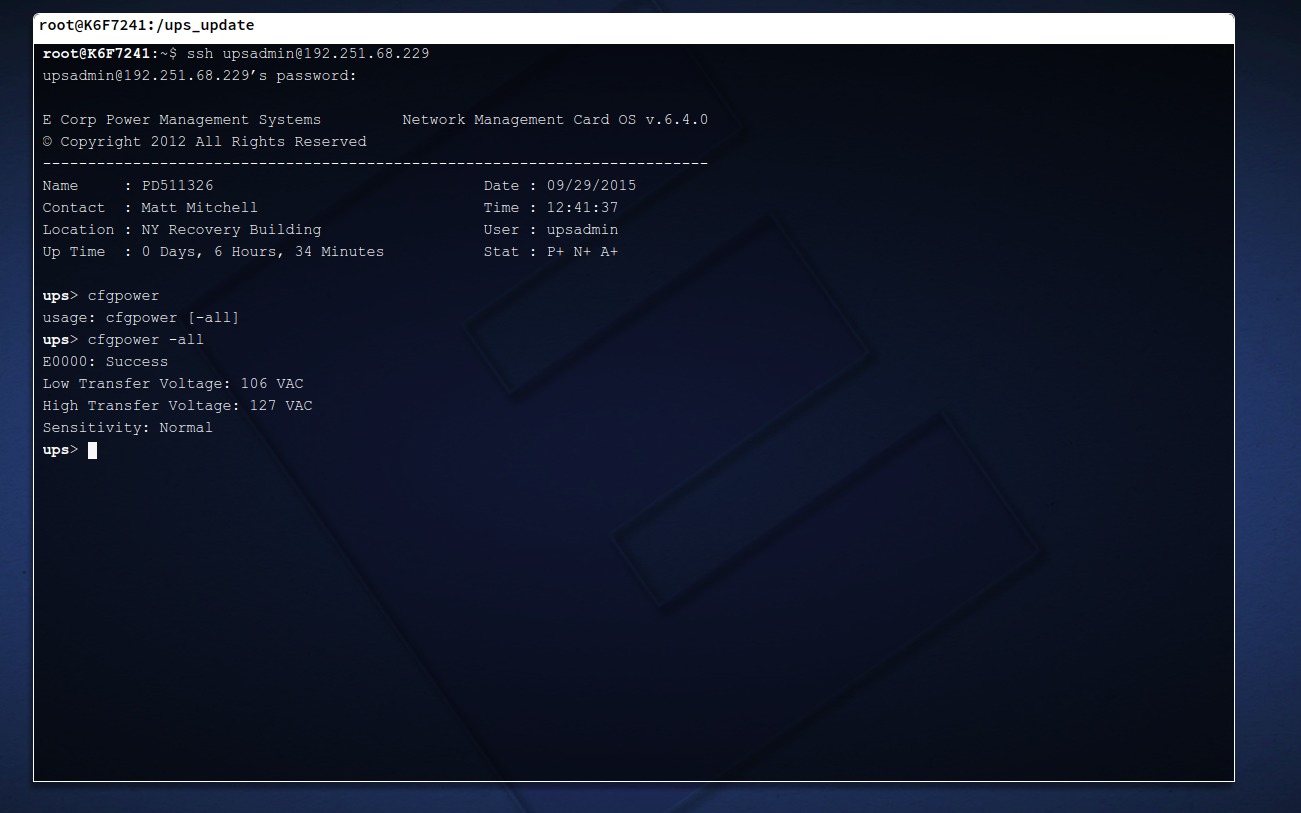 root@K6F7241:/ups_update
root@K6F7241:~$ ssh upsadmin@192.251.68.229
upsadmin@192.251.68.229’s password:
E Corp Power Management Systems Network Management Card OS v.6.4.0
© Copyright 2012 All Rights Reserved
--------------------------------------------------------------------------
Name : PD511326 Date : 09/29/2015
Contact : Matt Mitchell Time : 12:41:37
Location : NY Recovery Building User : upsadmin
Up Time : 0 Days, 6 Hours, 34 Minutes Stat : P+ N+ A+
ups> cfgpower
usage: cfgpower [-all]
ups> cfgpower -all
E0000: Success
Low Transfer Voltage: 106 VAC
High Transfer Voltage: 127 VAC
Sensitivity: Normal
ups>